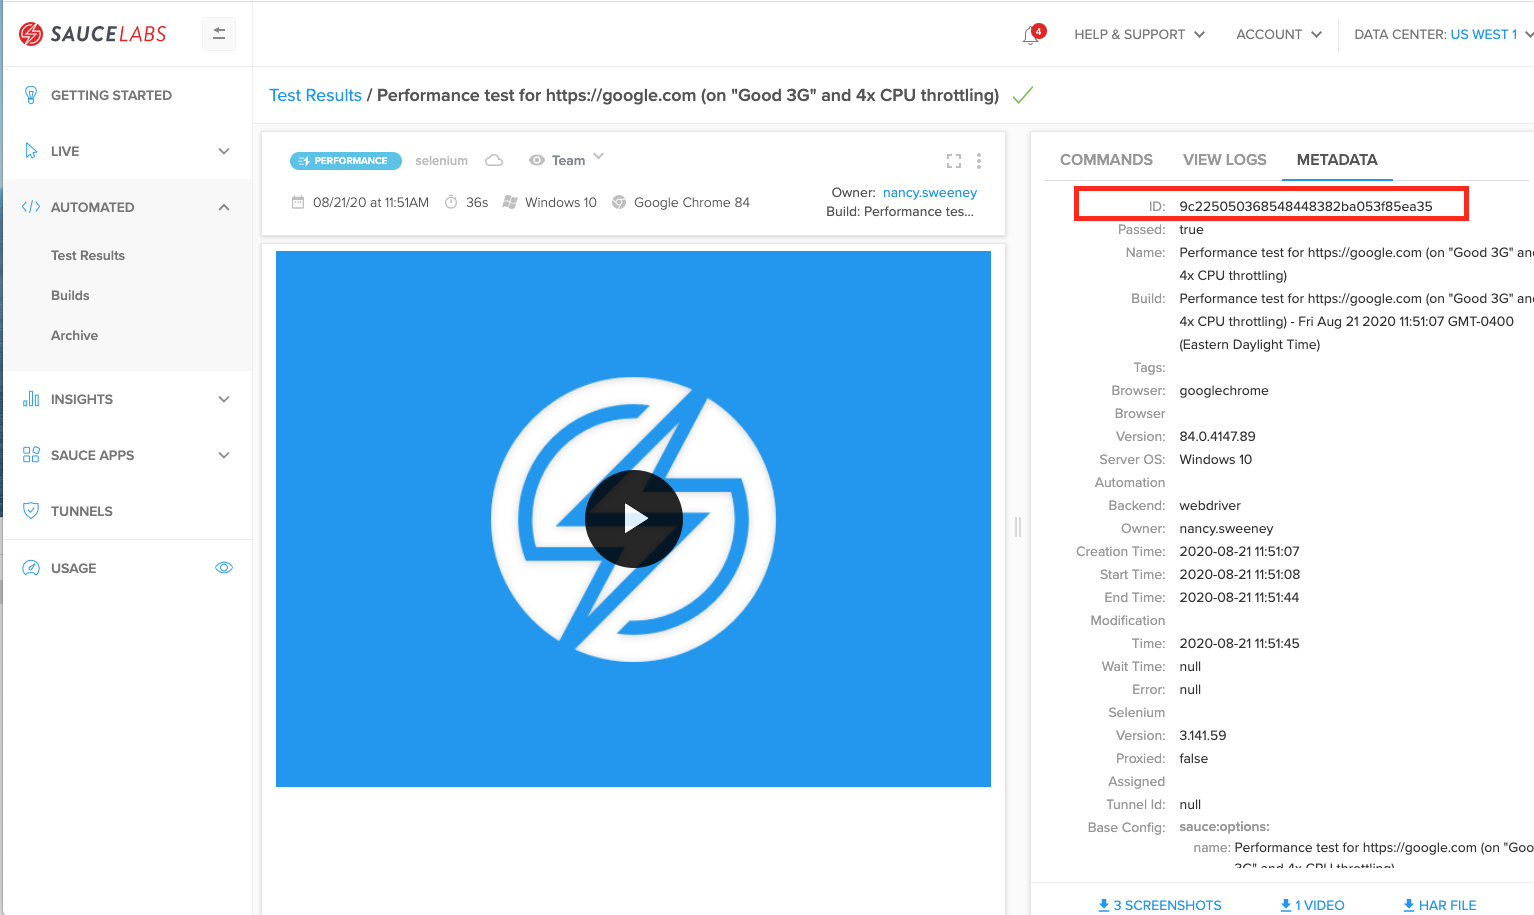 SAUCELABS
4
HELP & SUPPORT
ACCOUNT
DATA CENTER: US WEST 1
GETTING STARTED
LIVE
AUTOMATED
Test Results
Builds
Archive
INSIGHTS
SAUCE APPS
TUNNELS
USAGE
Test Results / Performance test for https://google.com (on "Good 3G" and 4x CPU throttling)
PERFORMANCE selenium Team
08/21/20 at 11:51AM 36s Windows 10 Google Chrome 84
Owner: nancy.sweeney
Build: Performance tes...
COMMANDS VIEW LOGS METADATA
ID: 9c225050368548448382ba053f85ea35
Passed: true
Name: Performance test for https://google.com (on "Good 3G" and
4x CPU throttling)
Build: Performance test for https://google.com (on "Good 3G" and
4x CPU throttling) - Fri Aug 21 2020 11:51:07 GMT-0400
(Eastern Daylight Time)
Tags:
Browser: googlechrome
Browser
Version: 84.0.4147.89
Server OS: Windows 10
Automation
Backend: webdriver
Owner: nancy.sweeney
Creation Time: 2020-08-21 11:51:07
Start Time: 2020-08-21 11:51:08
End Time: 2020-08-21 11:51:44
Modification
Time: 2020-08-21 11:51:45
Wait Time: null
Error: null
Selenium
Version: 3.141.59
Proxied: false
Assigned
Tunnel Id: null
Base Config: sauce:options:
name: Performance test for https://google.com (on "Goo
3G" and 4x CPU throttling)
3 SCREENSHOTS 1 VIDEO HAR FILE